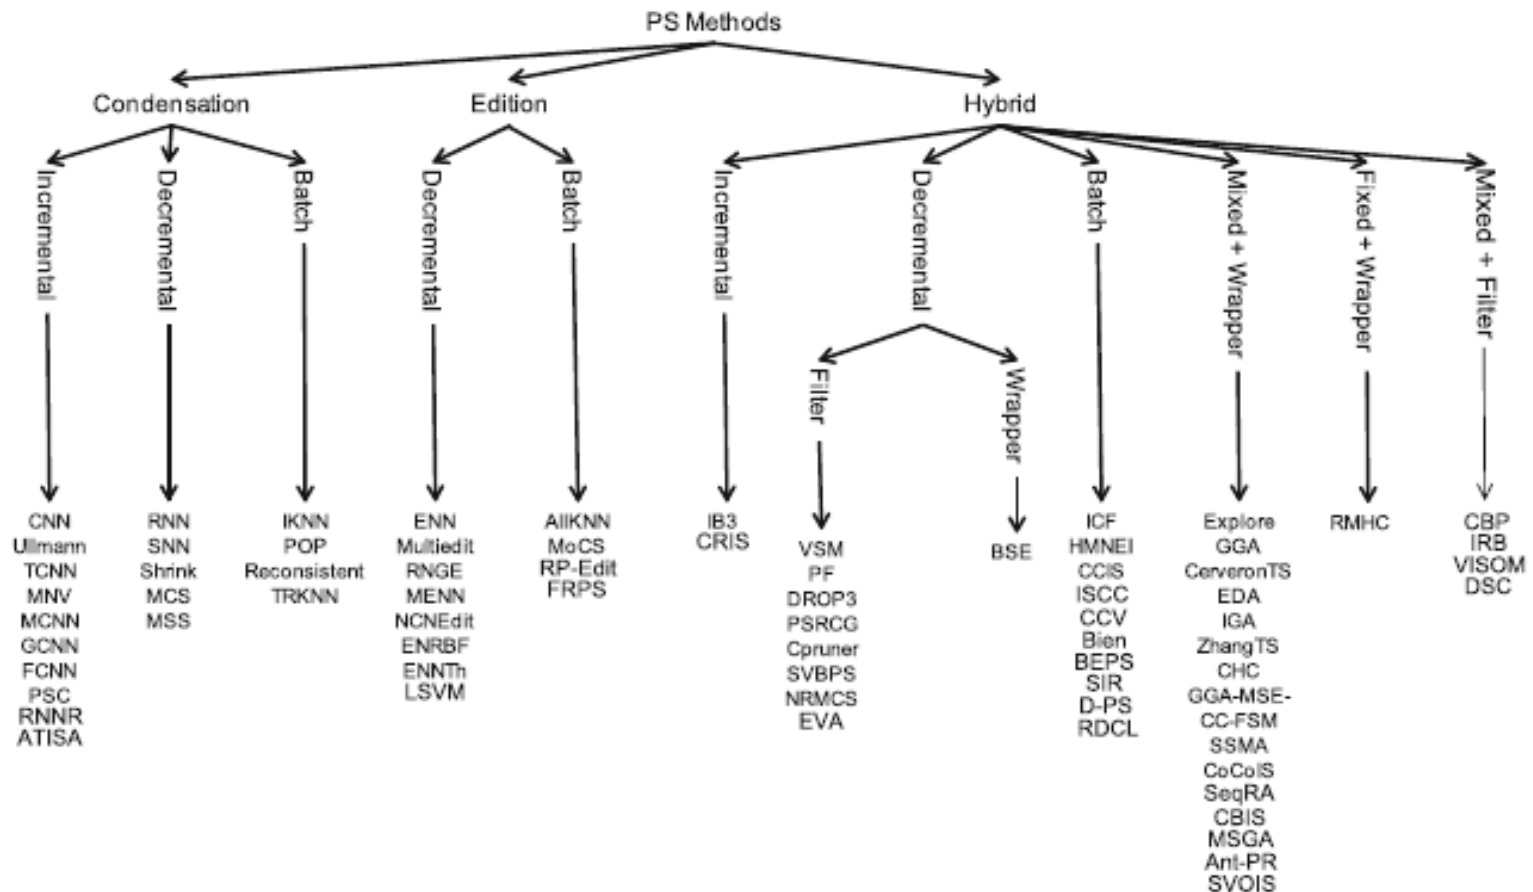 PS Methods
Condensation
Edition
Hybrid
Incremental
Decremental
Batch
Decremental
Batch
Incremental
Decremental
Batch
Mixed + Wrapper
Fixed + Wrapper
Mixed + Filter
Filter
Wrapper
CNN
Ullmann
TCNN
MNV
MCNN
GCNN
FCNN
PSC
RNNR
ATISA
RNN
SNN
Shrink
MCS
MSS
IKNN
POP
Reconsistent
TRKNN
ENN
Multiedit
RNGE
MENN
NCNEdit
ENRBF
ENNTh
LSVM
AllKNN
MoCS
RP-Edit
FRPS
IB3
CRIS
VSM
PF
DROP3
PSRCG
Cpruner
SVBPS
NRMCS
EVA
BSE
ICF
HMNEI
CCIS
ISCC
CCV
Bien
BEPS
SIR
D-PS
RDCL
Explore
GGA
CerveronTS
EDA
IGA
ZhangTS
CHC
GGA-MSE-
CC-FSM
SSMA
CoCoIS
SeqRA
CBIS
MSGA
Ant-PR
SVOIS
RMHC
CBP
IRB
VISOM
DSC